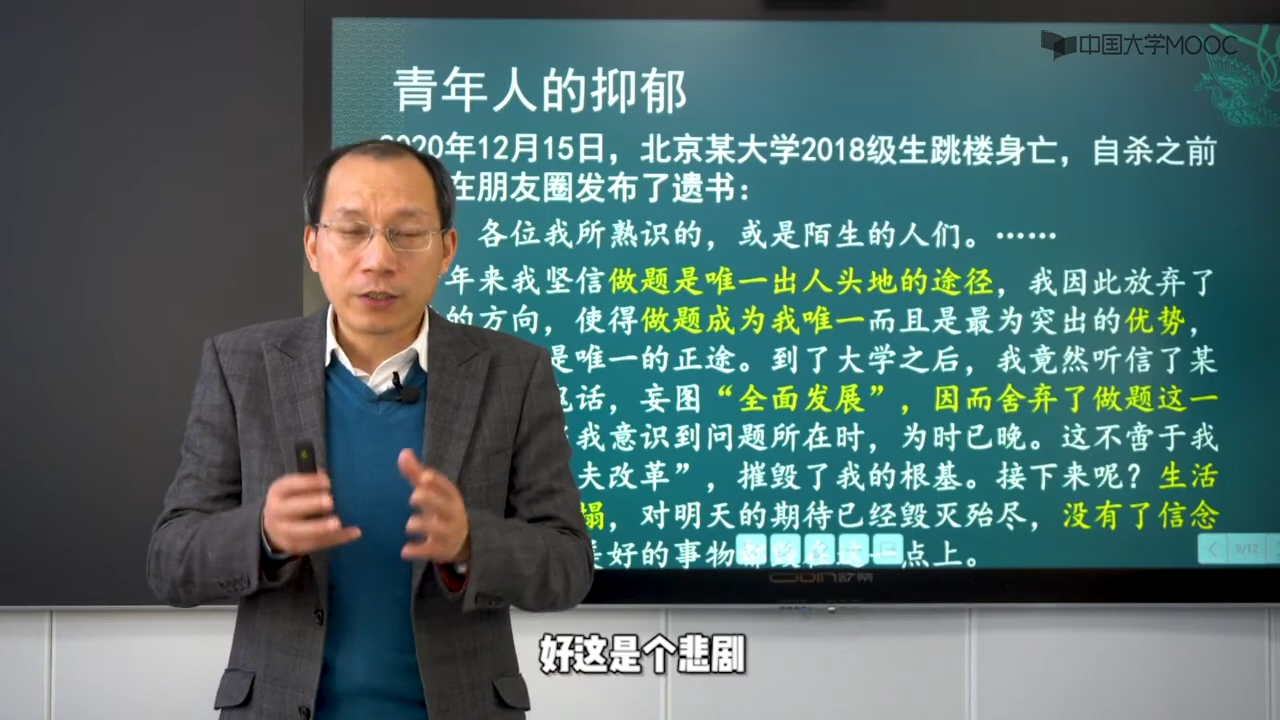 中国大学MOOC
青年人的抑郁
2020年12月15日，北京某大学2018级生跳楼身亡，自杀之前
在朋友圈发布了遗书：
各位我所熟识的，或是陌生的人们。……
年来我坚信做题是唯一出人头地的途径，我因此放弃了
的方向，使得做题成为我唯一而且是最为突出的优势，
是唯一的正途。到了大学之后，我竟然听信了某
话，妄图“全面发展”，因而舍弃了做题这一
我意识到问题所在时，为时已晚。这不啻于我
夫改革”，摧毁了我的根基。接下来呢？生活
塌，对明天的期待已经毁灭殆尽，没有了信念
好的事物都 一点上。
9/12
好这是个悲剧